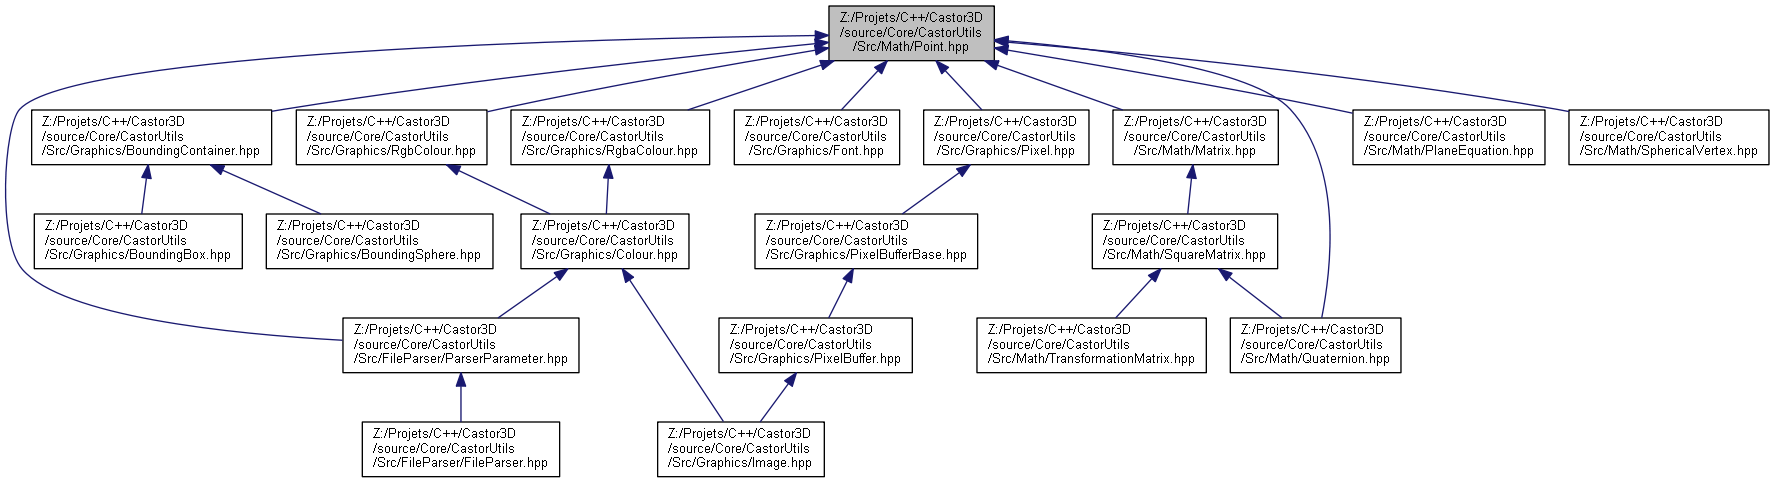 Z:/Projets/C++/Castor3D
/source/Core/CastorUtils
/Src/Math/Point.hpp
Z:/Projets/C++/Castor3D
/source/Core/CastorUtils
/Src/Graphics/BoundingContainer.hpp
Z:/Projets/C++/Castor3D
/source/Core/CastorUtils
/Src/Graphics/RgbColour.hpp
Z:/Projets/C++/Castor3D
/source/Core/CastorUtils
/Src/Graphics/RgbaColour.hpp
Z:/Projets/C++/Castor3D
/source/Core/CastorUtils
/Src/Graphics/Font.hpp
Z:/Projets/C++/Castor3D
/source/Core/CastorUtils
/Src/Graphics/Pixel.hpp
Z:/Projets/C++/Castor3D
/source/Core/CastorUtils
/Src/Math/Matrix.hpp
Z:/Projets/C++/Castor3D
/source/Core/CastorUtils
/Src/Math/PlaneEquation.hpp
Z:/Projets/C++/Castor3D
/source/Core/CastorUtils
/Src/Math/SphericalVertex.hpp
Z:/Projets/C++/Castor3D
/source/Core/CastorUtils
/Src/Graphics/BoundingBox.hpp
Z:/Projets/C++/Castor3D
/source/Core/CastorUtils
/Src/Graphics/BoundingSphere.hpp
Z:/Projets/C++/Castor3D
/source/Core/CastorUtils
/Src/Graphics/Colour.hpp
Z:/Projets/C++/Castor3D
/source/Core/CastorUtils
/Src/Graphics/PixelBufferBase.hpp
Z:/Projets/C++/Castor3D
/source/Core/CastorUtils
/Src/Math/SquareMatrix.hpp
Z:/Projets/C++/Castor3D
/source/Core/CastorUtils
/Src/FileParser/ParserParameter.hpp
Z:/Projets/C++/Castor3D
/source/Core/CastorUtils
/Src/Graphics/PixelBuffer.hpp
Z:/Projets/C++/Castor3D
/source/Core/CastorUtils
/Src/Math/TransformationMatrix.hpp
Z:/Projets/C++/Castor3D
/source/Core/CastorUtils
/Src/Math/Quaternion.hpp
Z:/Projets/C++/Castor3D
/source/Core/CastorUtils
/Src/FileParser/FileParser.hpp
Z:/Projets/C++/Castor3D
/source/Core/CastorUtils
/Src/Graphics/Image.hpp